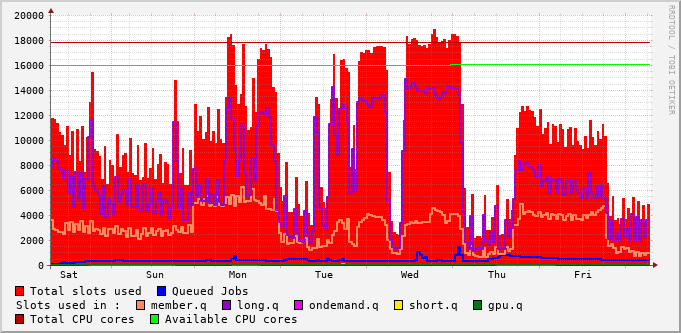 20000
18000
16000
14000
12000
10000
8000
6000
4000
2000
0
Sat Sun Mon Tue Wed Thu Fri
RRDTOOL / TOBI OETIKER
Total slots used Queued Jobs
Slots used in : member.q long.q ondemand.q short.q gpu.q
Total CPU cores Available CPU cores